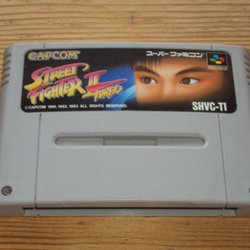 CAPCOM
スーパーファミコン
STREET
FIGHTER II
TURBO
©CAPCOM 1991, 1992, 1993 ALL RIGHTS RESERVED.
SHVC-TI